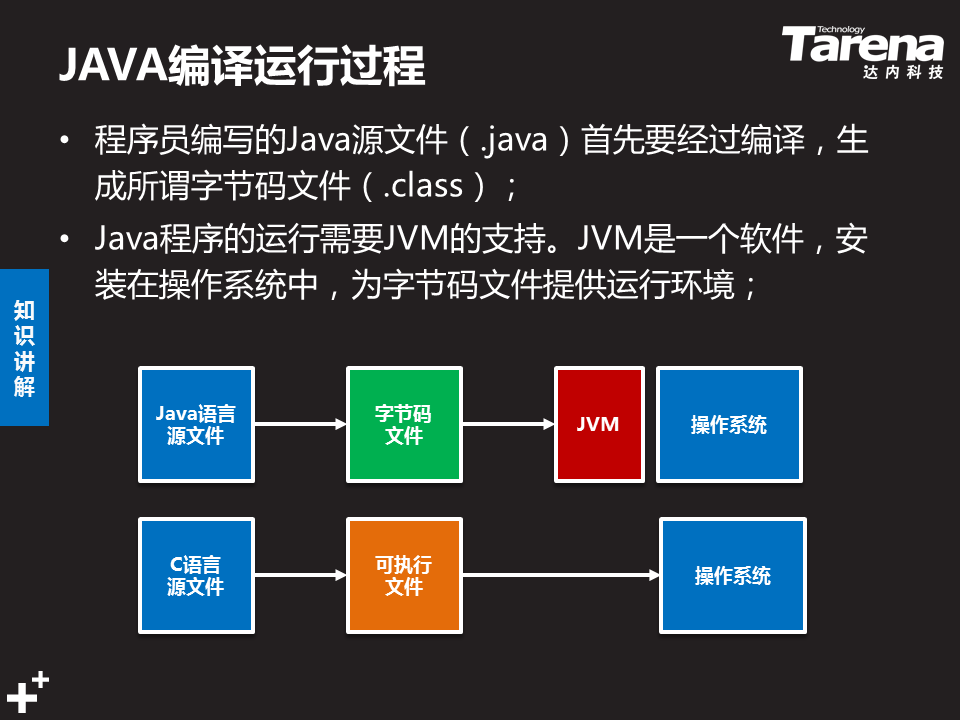 JAVA编译运行过程
Technology
Tarena
达内科技
• 程序员编写的Java源文件（.java）首先要经过编译，生
成所谓字节码文件（.class）；
• Java程序的运行需要JVM的支持。JVM是一个软件，安
装在操作系统中，为字节码文件提供运行环境；
知
识
讲
解
Java语言
源文件
字节码
文件
JVM
操作系统
C语言
源文件
可执行
文件
操作系统